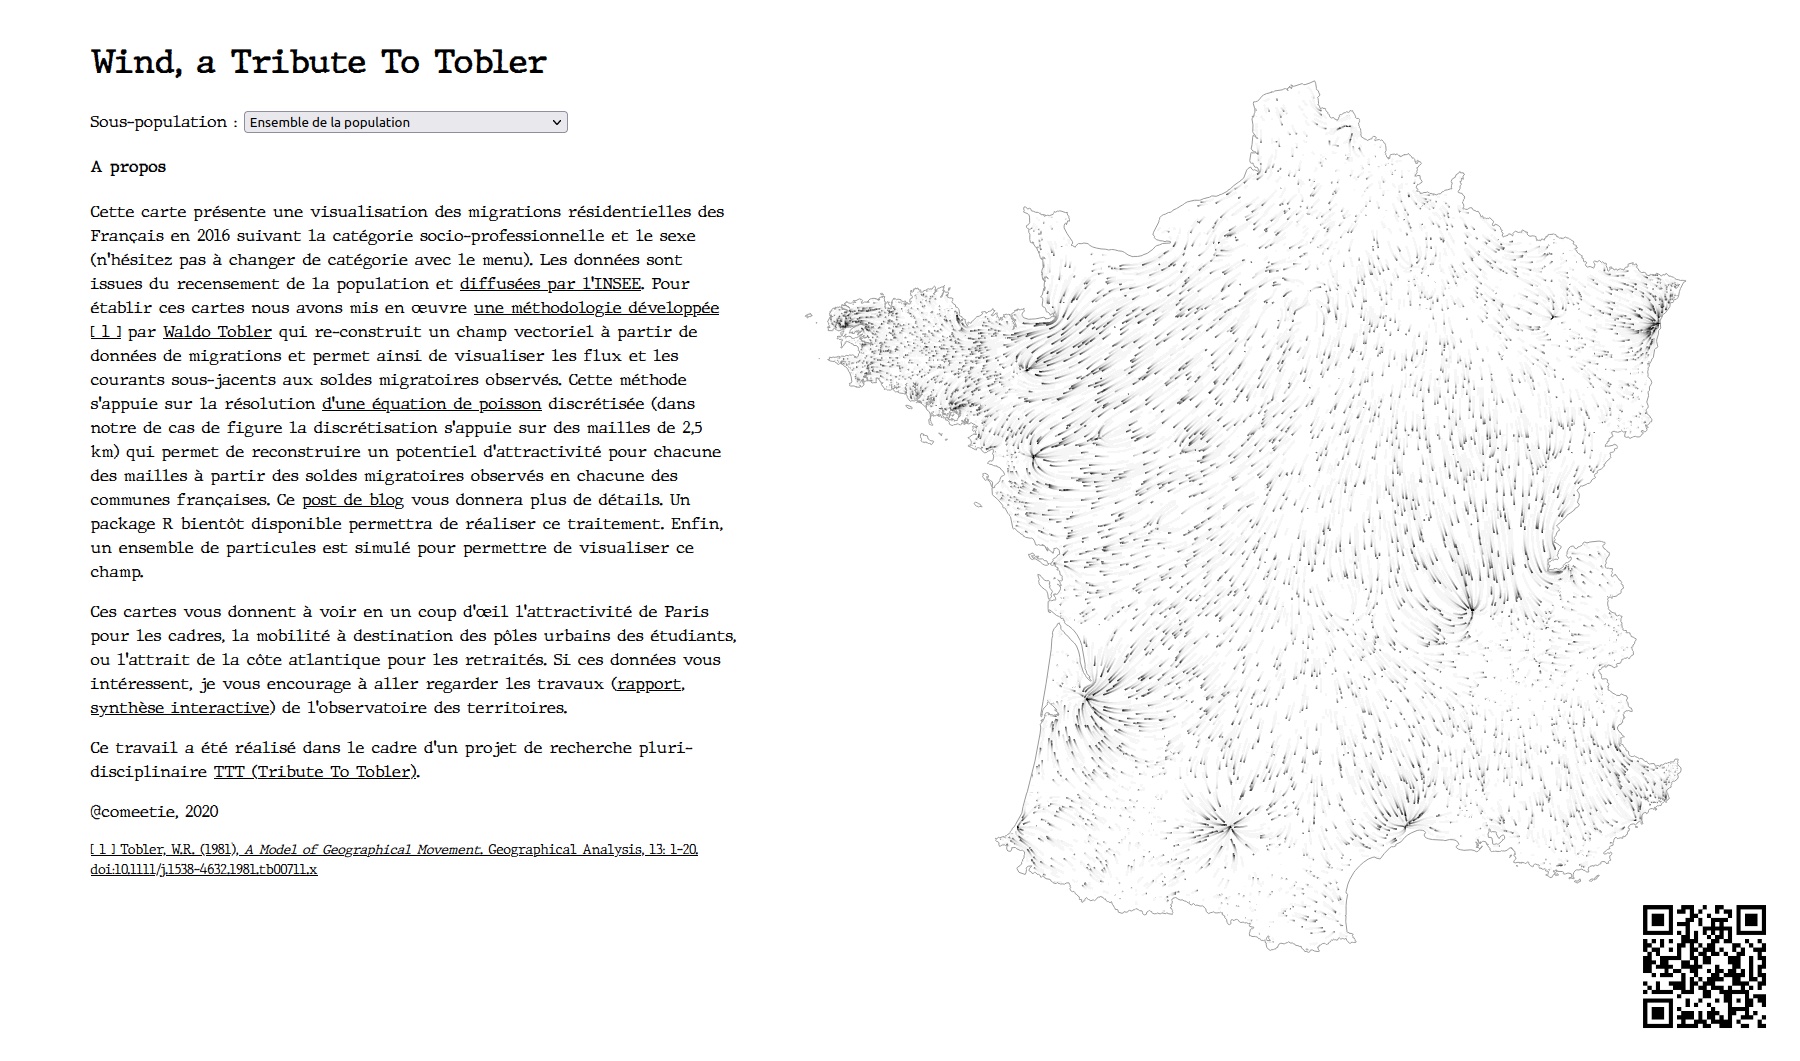 Wind, a Tribute To Tobler
Sous-population : Ensemble de la population
A propos
Cette carte présente une visualisation des migrations résidentielles des
Français en 2016 suivant la catégorie socio-professionnelle et le sexe
(n'hésitez pas à changer de catégorie avec le menu). Les données sont
issues du recensement de la population et diffusées par l'INSEE. Pour
établir ces cartes nous avons mis en œuvre une méthodologie développée
[ 1 ] par Waldo Tobler qui re-construit un champ vectoriel à partir de
données de migrations et permet ainsi de visualiser les flux et les
courants sous-jacents aux soldes migratoires observés. Cette méthode
s'appuie sur la résolution d'une équation de poisson discrétisée (dans
notre de cas de figure la discrétisation s'appuie sur des mailles de 2,5
km) qui permet de reconstruire un potentiel d'attractivité pour chacune
des mailles à partir des soldes migratoires observés en chacune des
communes françaises. Ce post de blog vous donnera plus de détails. Un
package R bientôt disponible permettra de réaliser ce traitement. Enfin,
un ensemble de particules est simulé pour permettre de visualiser ce
champ.
Ces cartes vous donnent à voir en un coup d'œil l'attractivité de Paris
pour les cadres, la mobilité à destination des pôles urbains des étudiants,
ou l'attrait de la côte atlantique pour les retraités. Si ces données vous
intéressent, je vous encourage à aller regarder les travaux (rapport,
synthèse interactive) de l'observatoire des territoires.
Ce travail a été réalisé dans le cadre d'un projet de recherche pluri-
disciplinaire TTT (Tribute To Tobler).
@comeetie, 2020
[ 1 ] Tobler, W.R. (1981), A Model of Geographical Movement. Geographical Analysis, 13: 1-20.
doi:10.1111/j.1538-4632.1981.tb00711.x